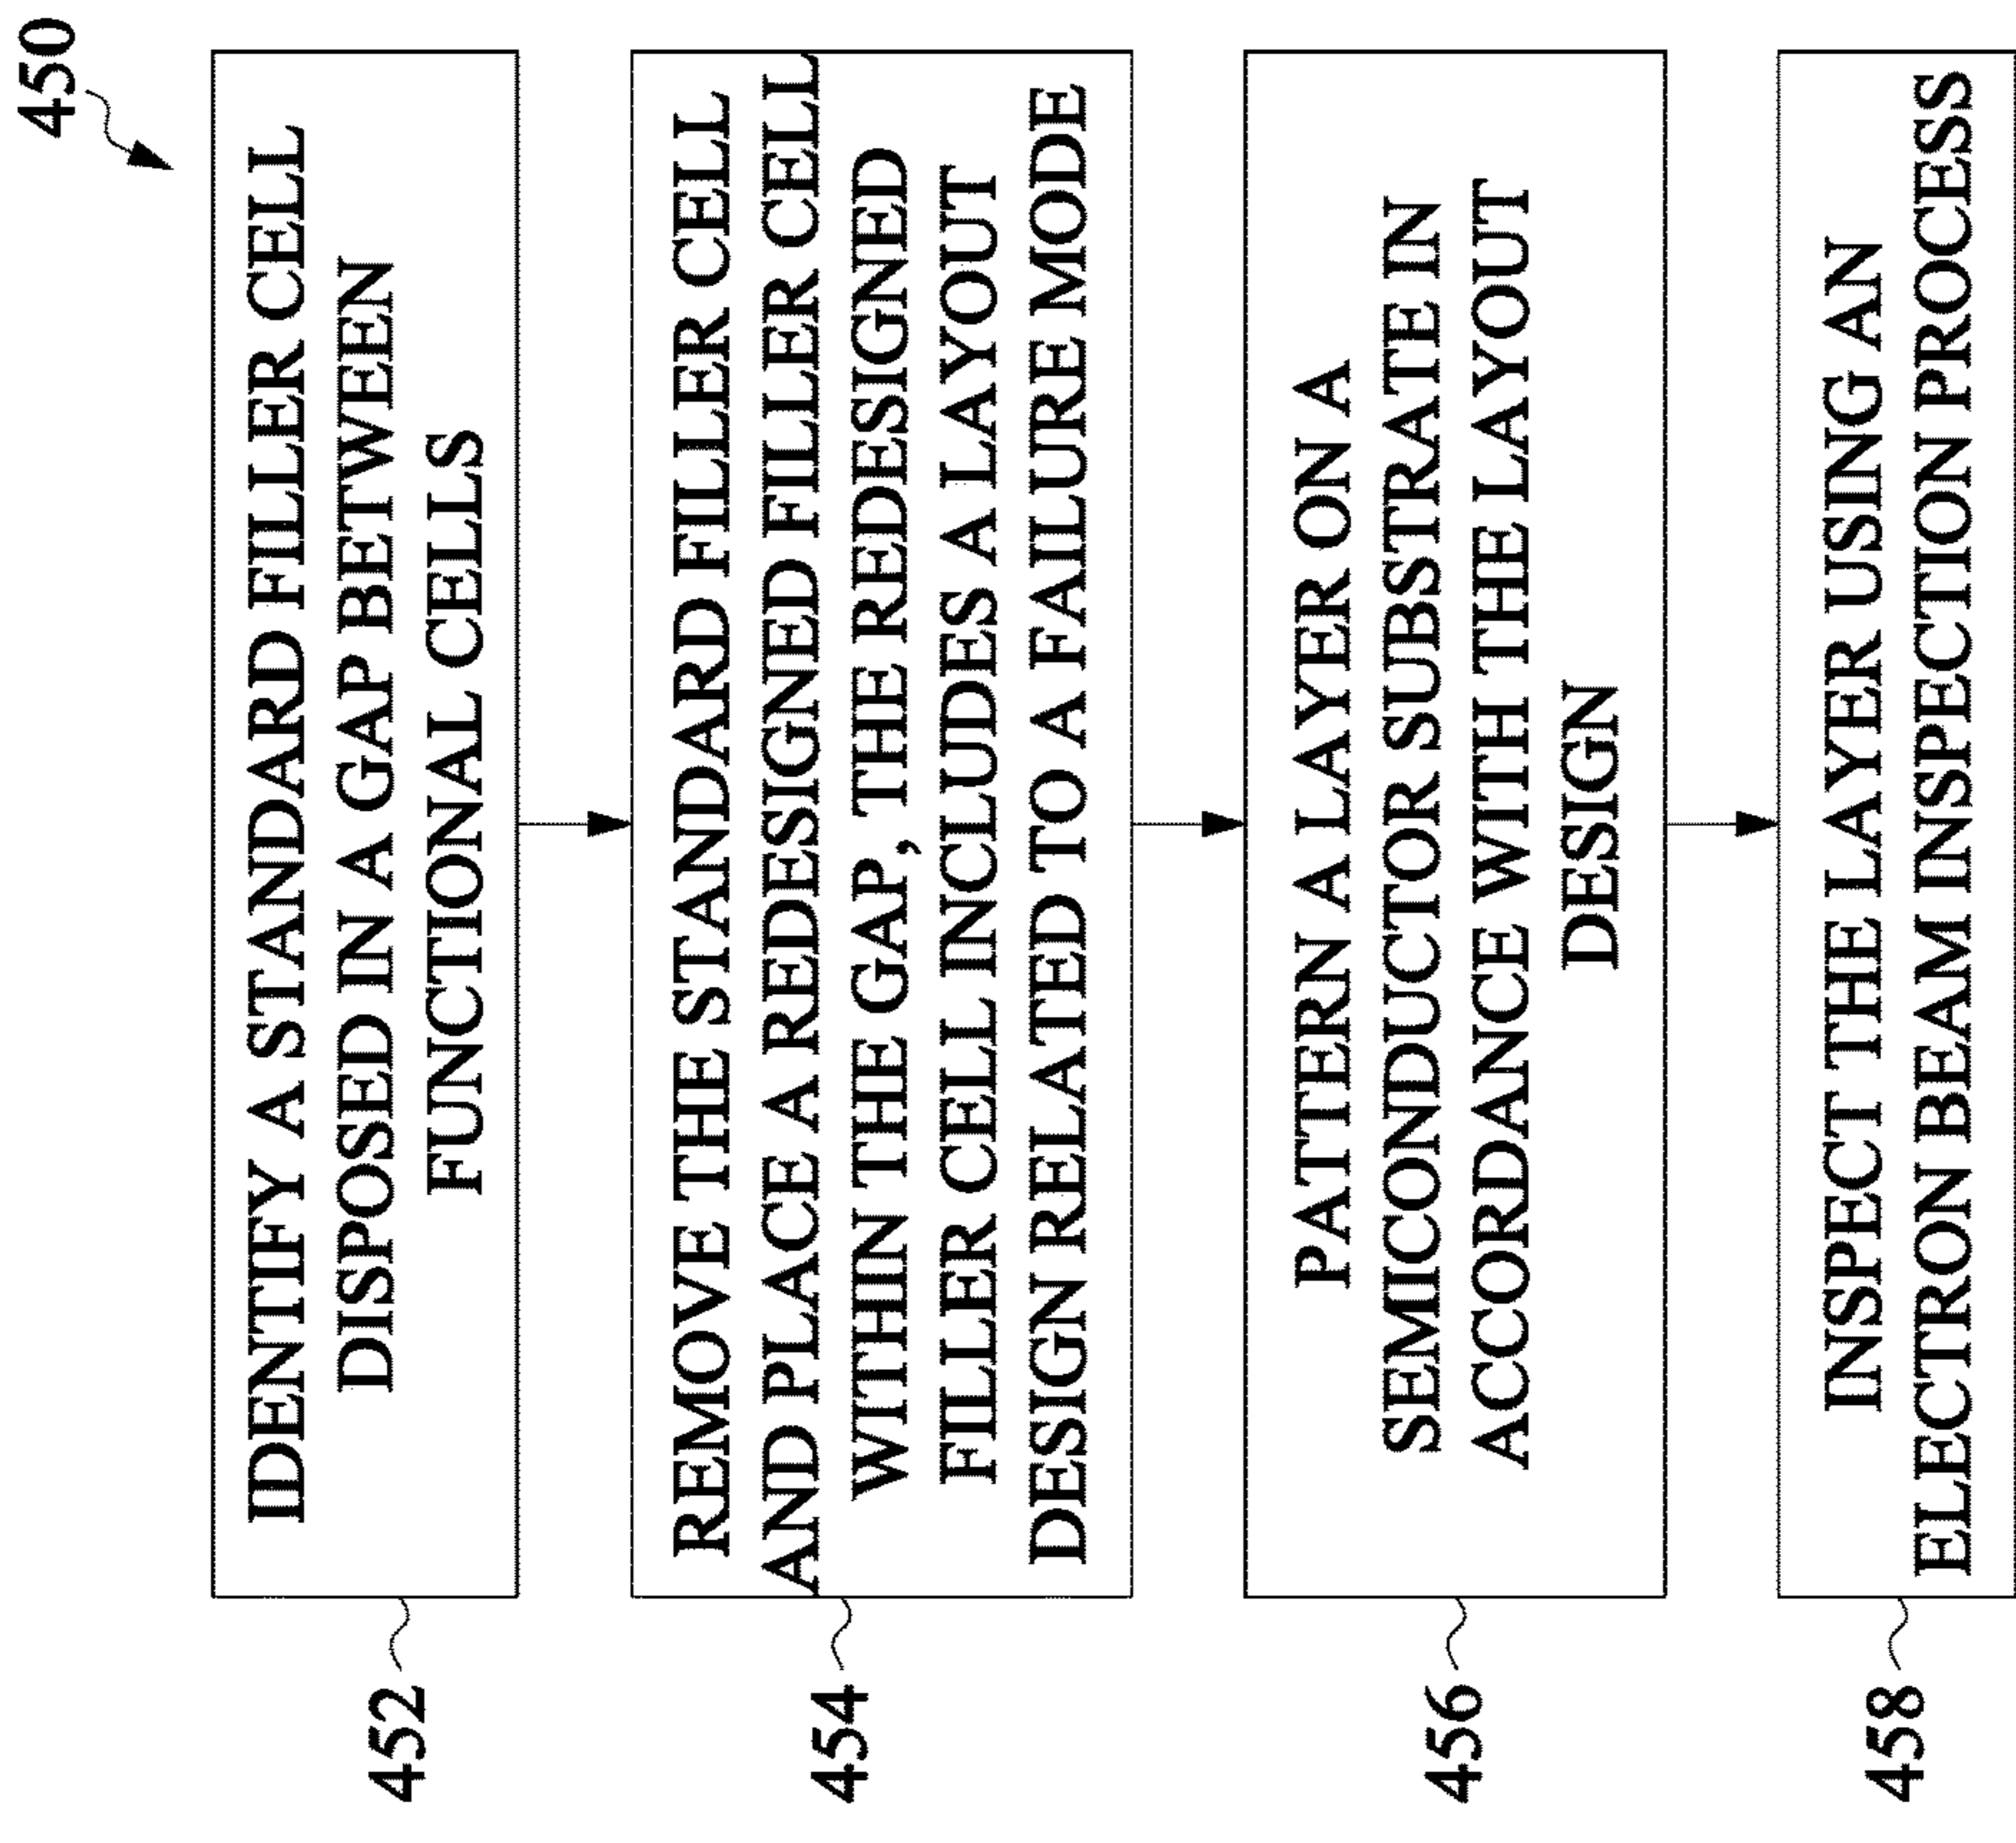 450
452
IDENTIFY A STANDARD FILLER CELL
DISPOSED IN A GAP BETWEEN
FUNCTIONAL CELLS
454
REMOVE THE STANDARD FILLER CELL
AND PLACE A REDESIGNED FILLER CELL
WITHIN THE GAP, THE REDESIGNED
FILLER CELL INCLUDES A LAYOUT
DESIGN RELATED TO A FAILURE MODE
456
PATTERN A LAYER ON A
SEMICONDUCTOR SUBSTRATE IN
ACCORDANCE WITH THE LAYOUT
DESIGN
458
INSPECT THE LAYER USING AN
ELECTRON BEAM INSPECTION PROCESS